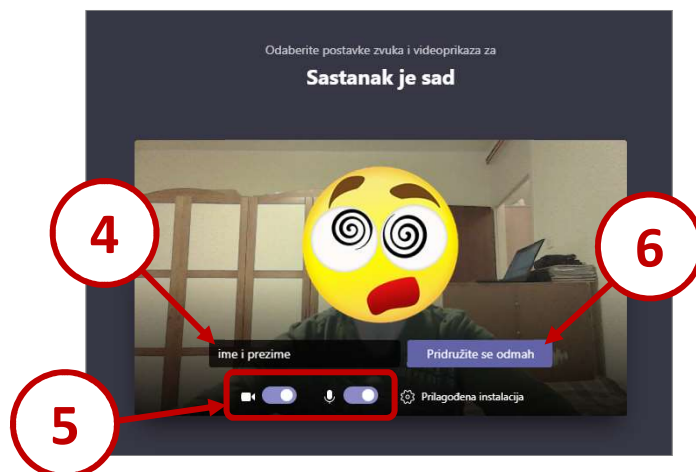 Odaberite postavke zvuka i videoprikaza za
Sastanak je sad
4
6
ime i prezime
Pridružite se odmah
5
Prilagođena instalacija